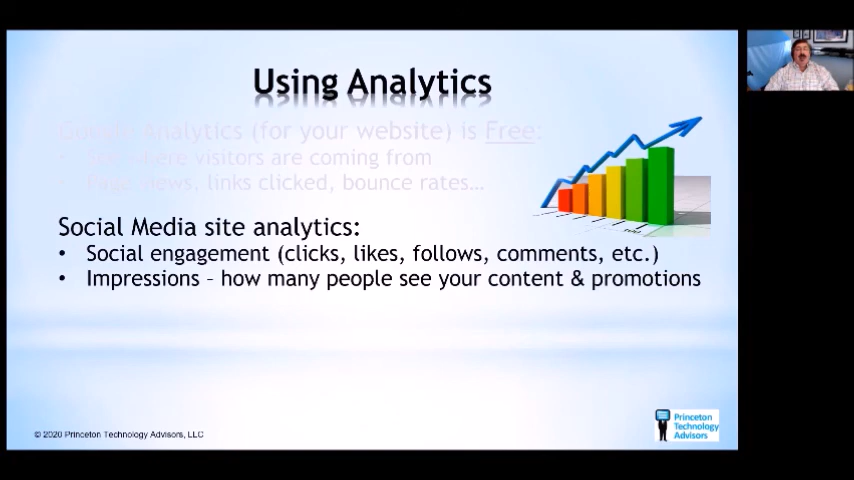 Using Analytics
Google Analytics (for your website) is Free:
• See where visitors are coming from
• Page views, links clicked, bounce rates…
Social Media site analytics:
• Social engagement (clicks, likes, follows, comments, etc.)
• Impressions – how many people see your content & promotions
© 2020 Princeton Technology Advisors, LLC
Princeton
Technology
Advisors